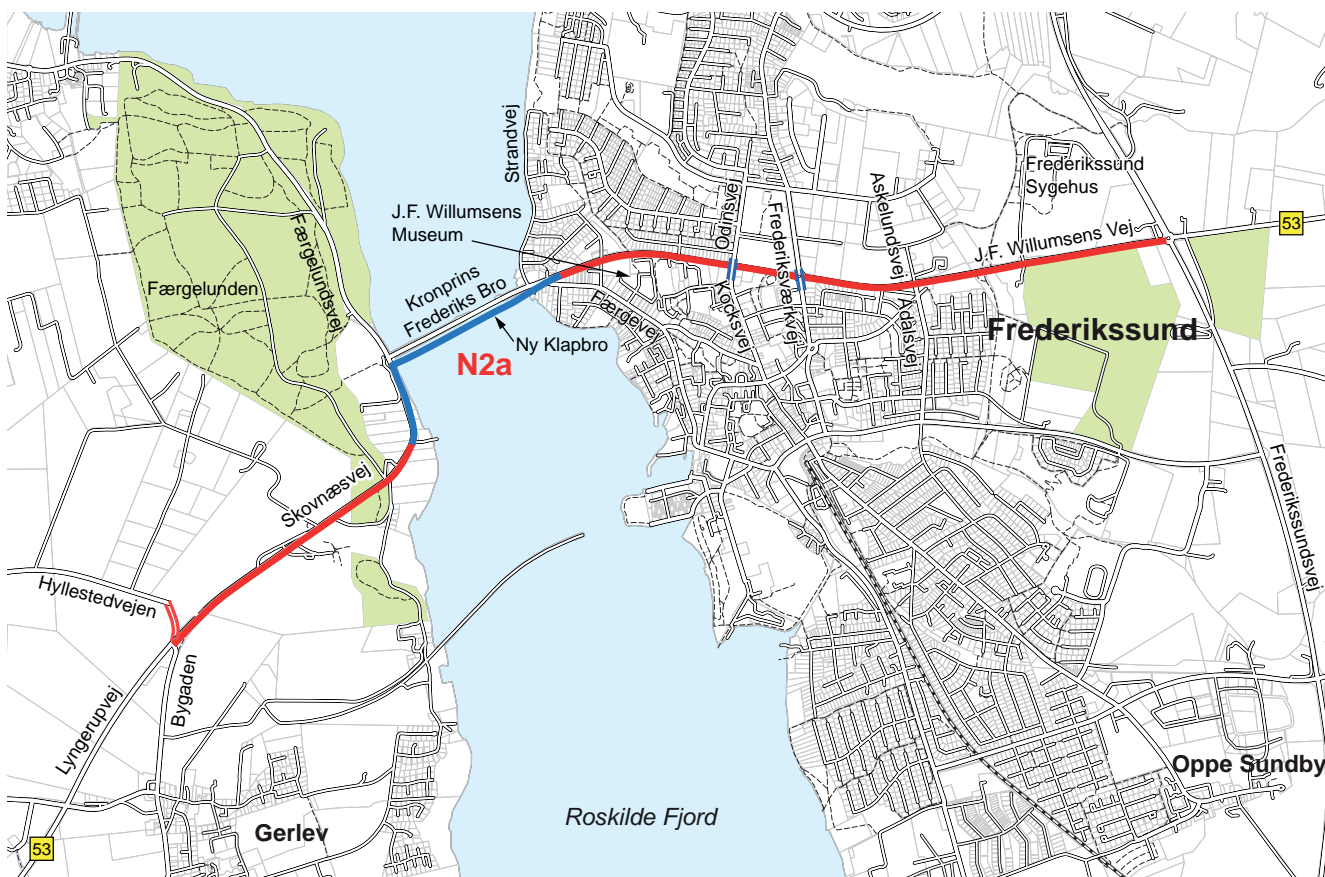 Strandvej
J.F. Willumsens
Museum
Odinsvej
Frederiksværkvej
Askelundsvej
Frederikssund
Sygehus
53
J.F. Willumsens Vej
Færgelundsvej
Færgelunden
Kronprins
Frederiks Bro
Ny Klapbro
N2a
Færgevej
Kocksvej
Ådalsvej
Frederikssund
Skovnæsvej
Frederikssundsvej
Hyllestedvejen
Lyngerupvej
Bygaden
Oppe Sundby
Roskilde Fjord
Gerlev
53